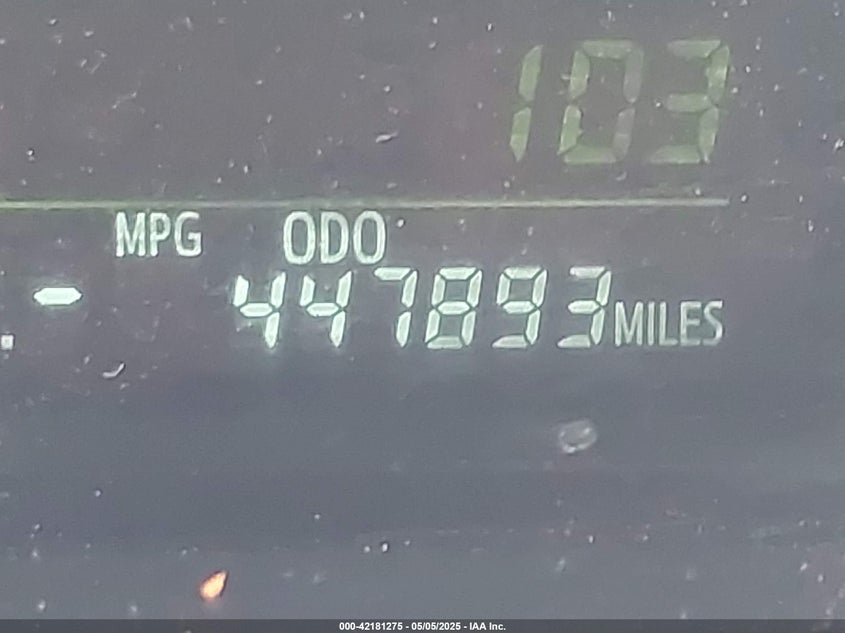 103
MPG ODO
- 447893 MILES
000-42181275 - 05/05/2025 - IAA Inc.